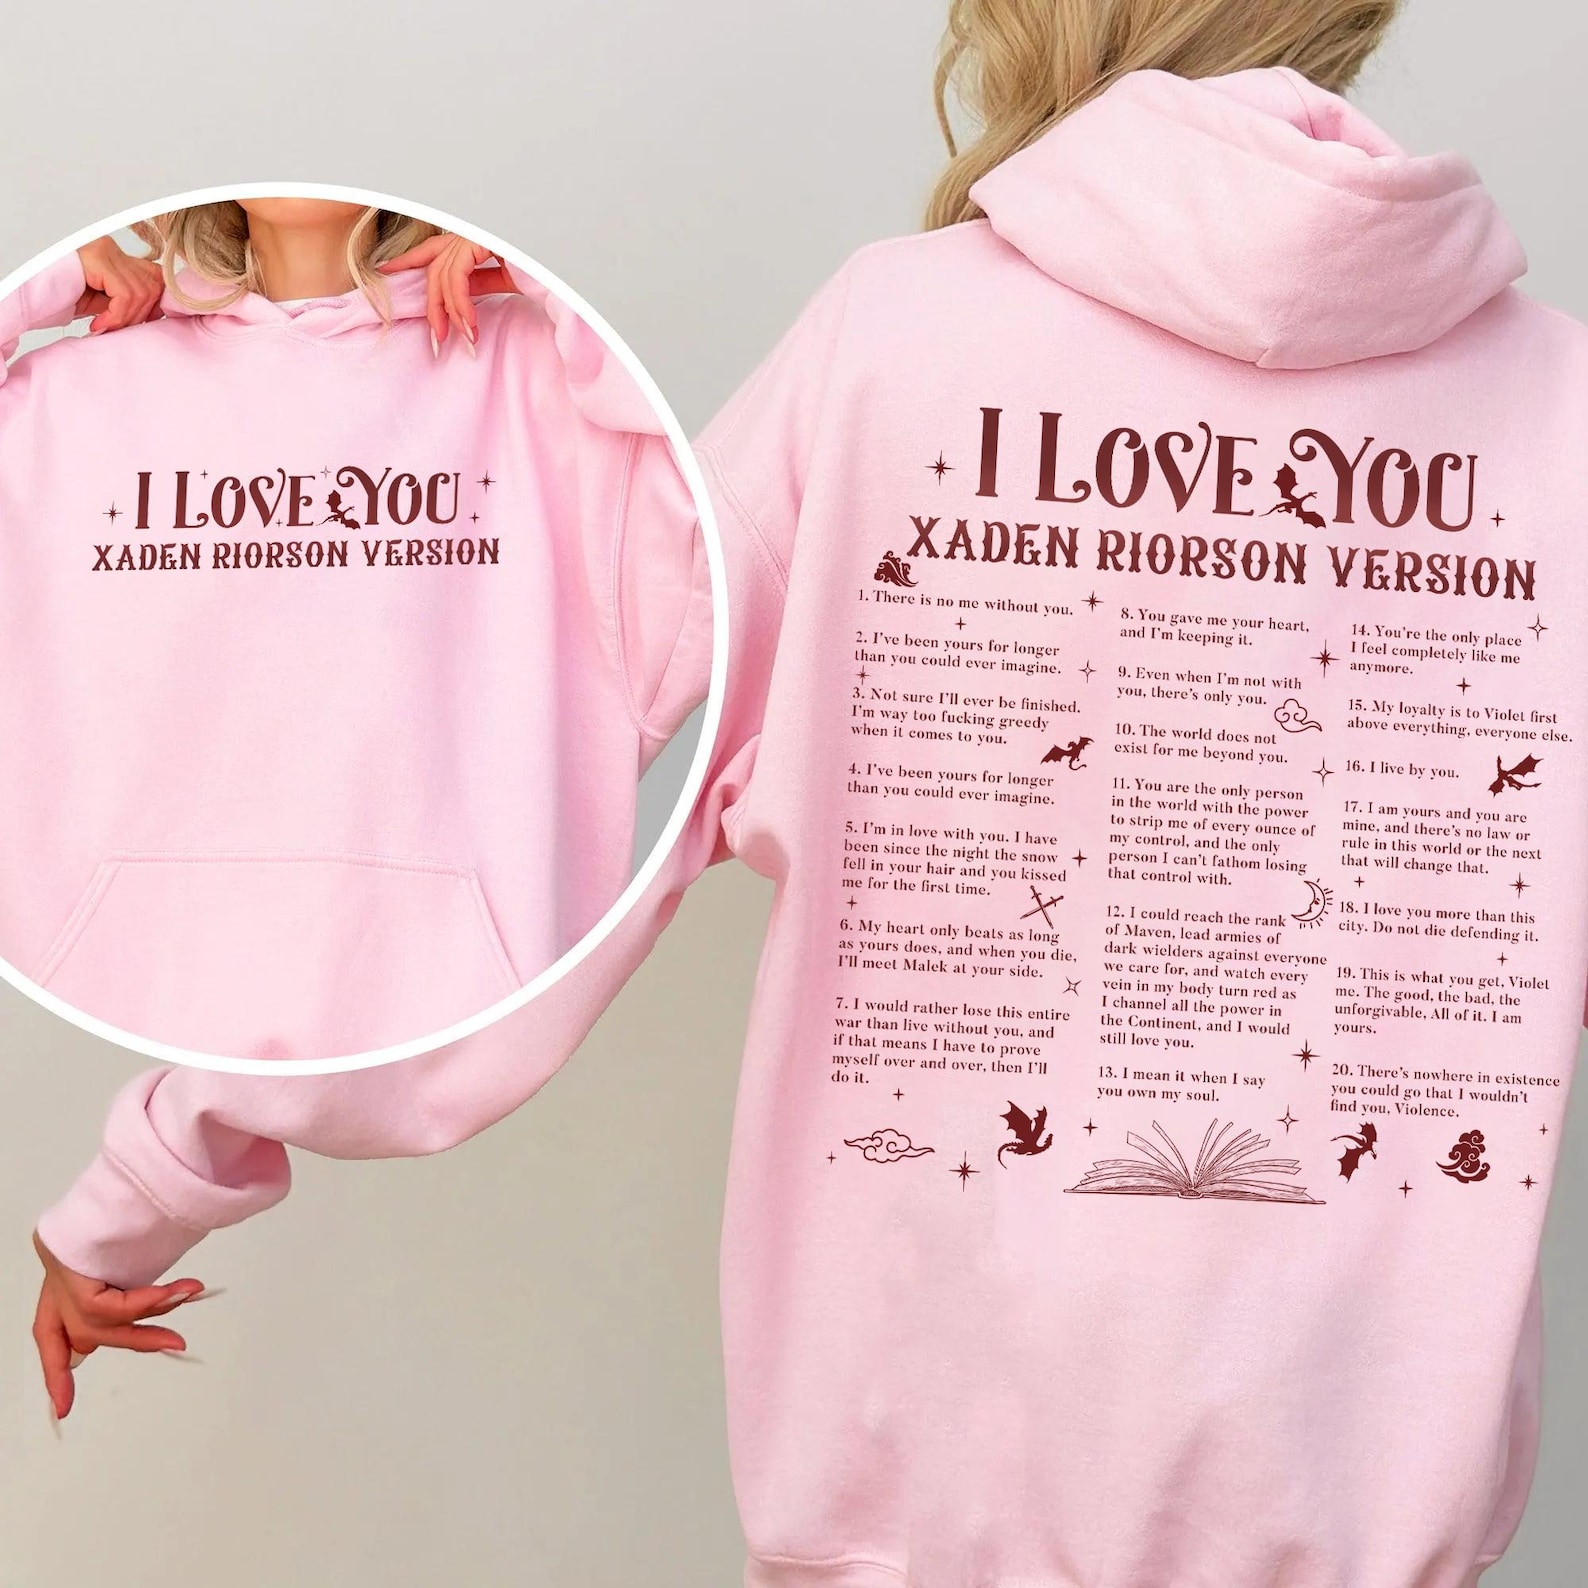 I LOVE YOU
XADEN RIORSON VERSION
I LOVE YOU
XADEN RIORSON VERSION
1. There is no me without you.
2. I've been yours for longer
than you could ever imagine.
3. Not sure I'll ever be finished.
I'm way too fucking greedy
when it comes to you.
4. I've been yours for longer
than you could ever imagine.
5. I'm in love with you. I have
been since the night the snow
fell in your hair and you kissed
me for the first time.
6. My heart only beats as long
as yours does, and when you die,
I'll meet Malek at your side.
7. I would rather lose this entire
war than live without you, and
if that means I have to prove
myself over and over, then I'll
do it.
8. You gave me your heart,
and I'm keeping it.
9. Even when I'm not with
you, there's only you.
10. The world does not
exist for me beyond you.
11. You are the only person
in the world with the power
to strip me of every ounce of
my control, and the only
person I can't fathom losing
that control with.
12. I could reach the rank
of Maven, lead armies of
dark wielders against everyone
we care for, and watch every
vein in my body turn red as
I channel all the power in
the Continent, and I would
still love you.
13. I mean it when I say
you own my soul.
14. You're the only place
I feel completely like me
anymore.
15. My loyalty is to Violet first
above everything, everyone else.
16. I live by you.
17. I am yours and you are
mine, and there's no law or
rule in this world or the next
that will change that.
18. I love you more than this
city. Do not die defending it.
19. This is what you get, Violet
me. The good, the bad, the
unforgivable, All of it. I am
yours.
20. There's nowhere in existence
you could go that I wouldn't
find you, Violence.